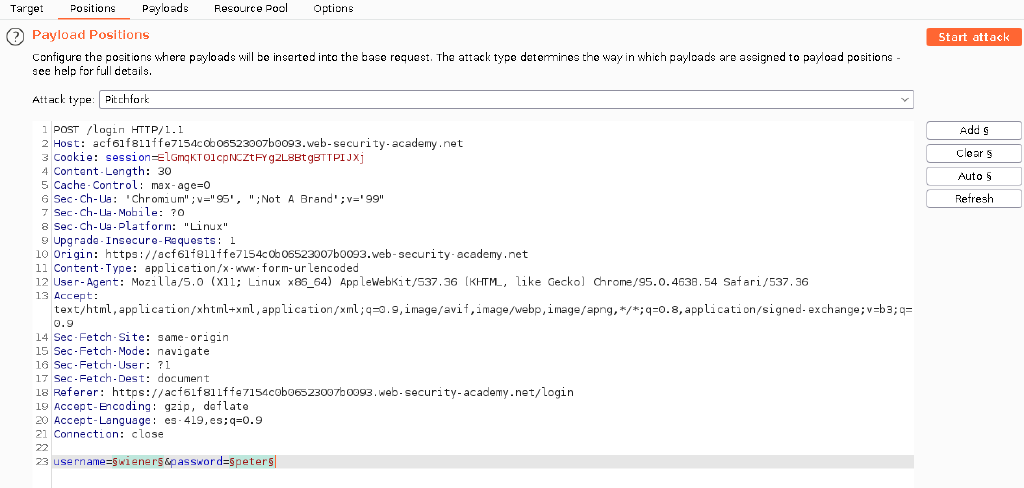 Target Positions Payloads Resource Pool Options
? Payload Positions
Start attack
Configure the positions where payloads will be inserted into the base request. The attack type determines the way in which payloads are assigned to payload positions -
see help for full details.
Attack type: Pitchfork
1 POST /login HTTP/1.1
2 Host: acf61f811ffe7154c0b06523007b0093.web-security-academy.net
3 Cookie: session=ElGmqKTO1cpNCZtFYg2L8BtgBTTPIJXj
4 Content-Length: 30
5 Cache-Control: max-age=0
6 Sec-Ch-Ua: "Chromium";v="95", ";Not A Brand";v="99"
7 Sec-Ch-Ua-Mobile: ?0
8 Sec-Ch-Ua-Platform: "Linux"
9 Upgrade-Insecure-Requests: 1
10 Origin: https://acf61f811ffe7154c0b06523007b0093.web-security-academy.net
11 Content-Type: application/x-www-form-urlencoded
12 User-Agent: Mozilla/5.0 (X11; Linux x86_64) AppleWebKit/537.36 (KHTML, like Gecko) Chrome/95.0.4638.54 Safari/537.36
13 Accept:
text/html,application/xhtml+xml,application/xml;q=0.9,image/avif,image/webp,image/apng,*/*;q=0.8,application/signed-exchange;v=b3;q=
0.9
14 Sec-Fetch-Site: same-origin
15 Sec-Fetch-Mode: navigate
16 Sec-Fetch-User: ?1
17 Sec-Fetch-Dest: document
18 Referer: https://acf61f811ffe7154c0b06523007b0093.web-security-academy.net/login
19 Accept-Encoding: gzip, deflate
20 Accept-Language: es-419,es;q=0.9
21 Connection: close
22
23 username=§wiener§&password=§peter§
Add §
Clear §
Auto §
Refresh